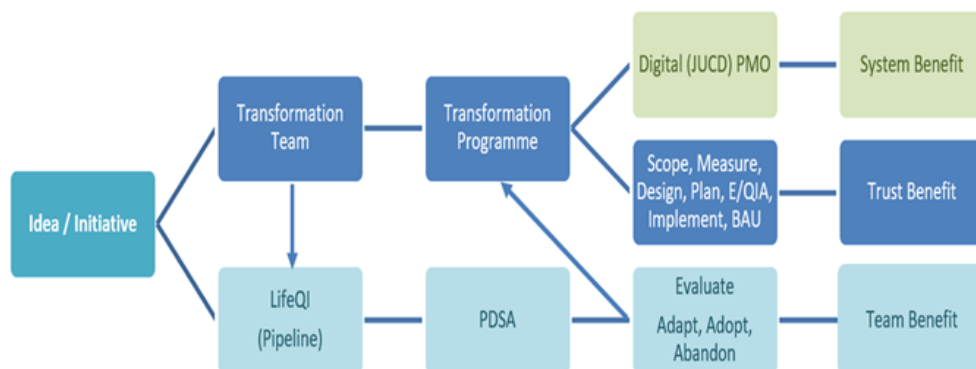 Digital (JUCD) PMO
System Benefit
Transformation
Team
Transformation
Programme
Scope, Measure,
Design, Plan, E/QIA,
Implement, BAU
Trust Benefit
Idea / Initiative
LifeQI
(Pipeline)
PDSA
Evaluate
Adapt, Adopt,
Abandon
Team Benefit